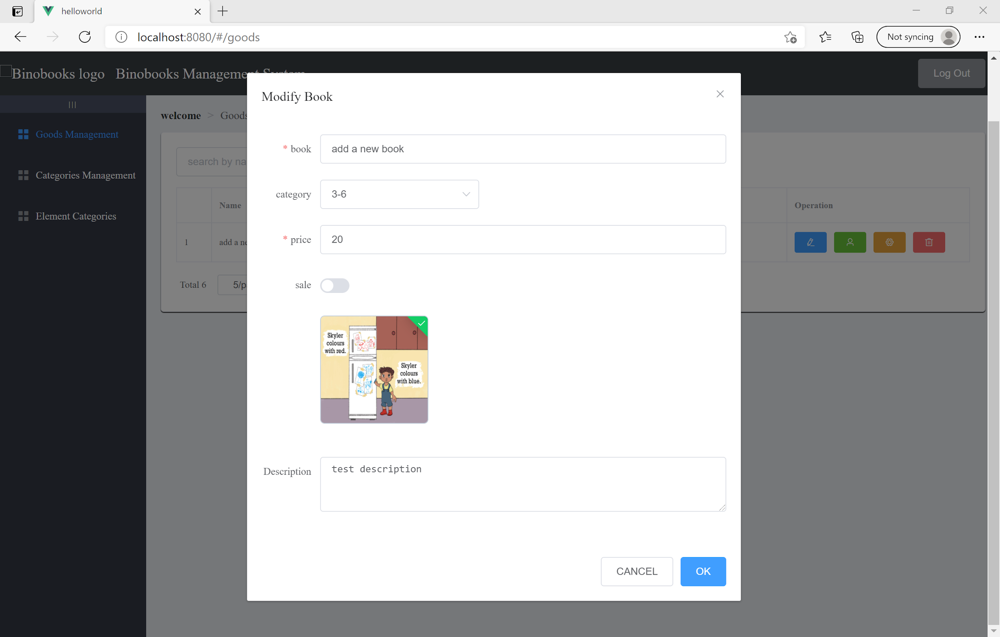 helloworld
localhost:8080/#/goods
Not syncing
Binobooks logo Binobooks Management System
Log Out
Modify Book
welcome > Goods
Goods Management
search by na
* book add a new book
Categories Management
category 3-6
Name Operation
Element Categories
* price 20
1 add a ne
Total 6 5/p
sale
Skyler
colours
with red.
Skyler
colours
with blue.
Description test description
CANCEL OK